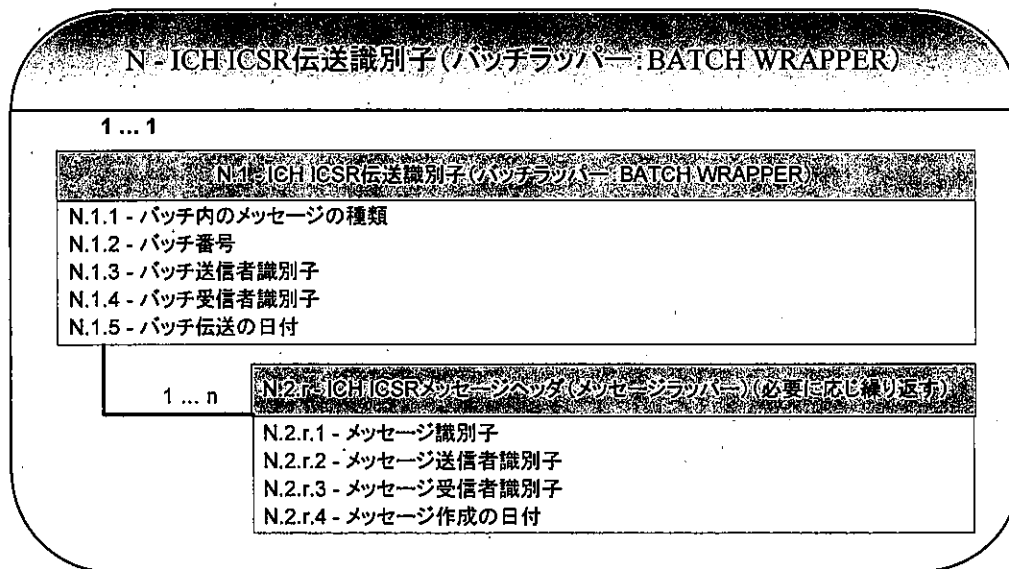 N - ICH ICSR伝送識別子(バッチラッパー:BATCH WRAPPER)
1 ... 1
N.1 - ICH ICSR伝送識別子(バッチラッパー:BATCH WRAPPER)
N.1.1 - バッチ内のメッセージの種類
N.1.2 - バッチ番号
N.1.3 - バッチ送信者識別子
N.1.4 - バッチ受信者識別子
N.1.5 - バッチ伝送の日付
1 ... n
N.2.r - ICH ICSRメッセージヘッダ(メッセージラッパー)(必要に応じ繰り返す)
N.2.r.1 - メッセージ識別子
N.2.r.2 - メッセージ送信者識別子
N.2.r.3 - メッセージ受信者識別子
N.2.r.4 - メッセージ作成の日付